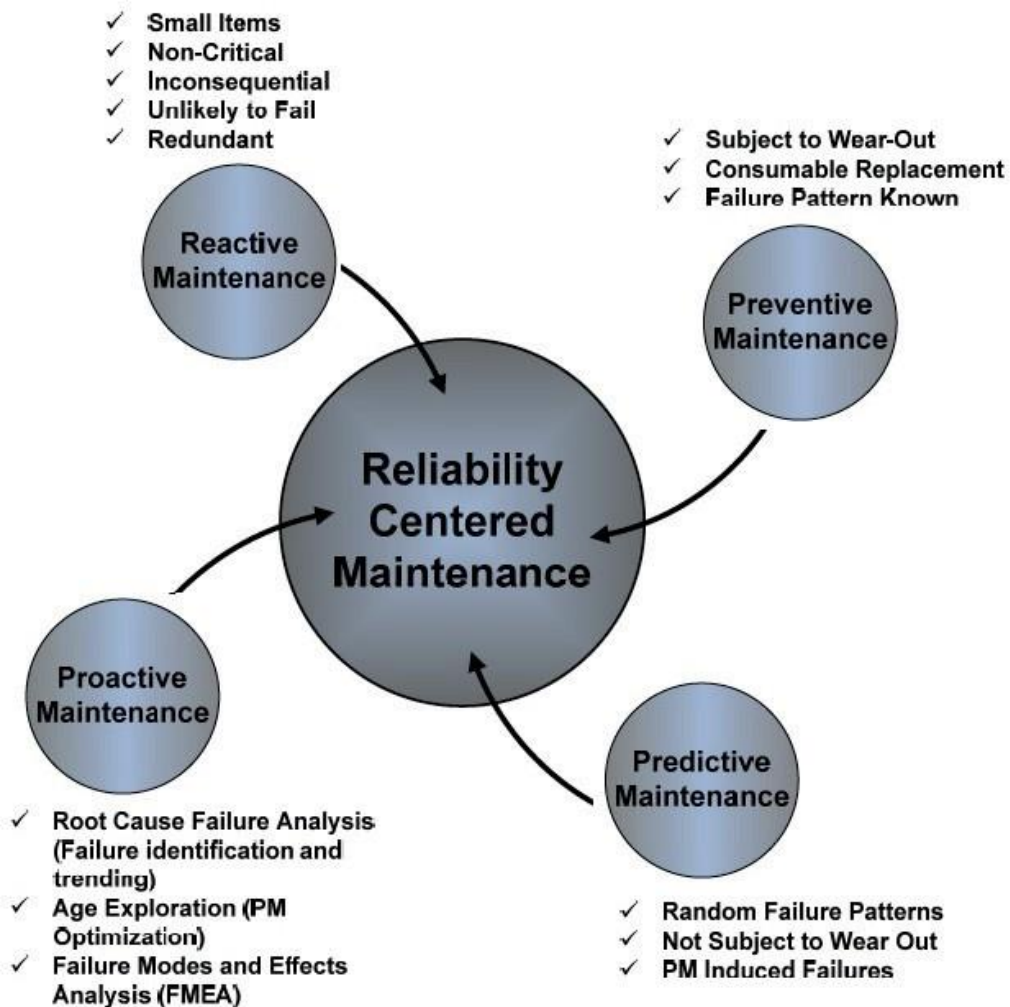 ✓ Small Items
✓ Non-Critical
✓ Inconsequential
✓ Unlikely to Fail
✓ Redundant
Reactive
Maintenance
✓ Subject to Wear-Out
✓ Consumable Replacement
✓ Failure Pattern Known
Preventive
Maintenance
Reliability
Centered
Maintenance
Proactive
Maintenance
✓ Root Cause Failure Analysis
(Failure identification and
trending)
✓ Age Exploration (PM
Optimization)
✓ Failure Modes and Effects
Analysis (FMEA)
Predictive
Maintenance
✓ Random Failure Patterns
✓ Not Subject to Wear Out
✓ PM Induced Failures